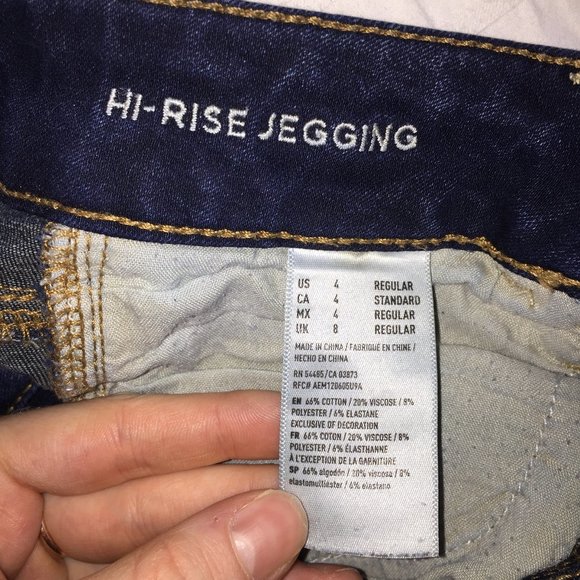 HI-RISE JEGGING
US 4 REGULAR
CA 4 STANDARD
MX 4 REGULAR
UK 8 REGULAR
MADE IN CHINA / FABRIQUÉ EN CHINE /
HECHO EN CHINA
RN 54485/CA 03873
RFC# AEM120605U9A
EN 66% COTTON / 20% VISCOSE / 8%
POLYESTER / 6% ELASTANE
EXCLUSIVE OF DECORATION
FR 66% COTON / 20% VISCOSE / 8%
POLYESTER / 6% ÉLASTHANNE
À L'EXCEPTION DE LA GARNITURE
SP 66% algodón / 20% viscosa / 8%
elastomultiéster / 6% elastano